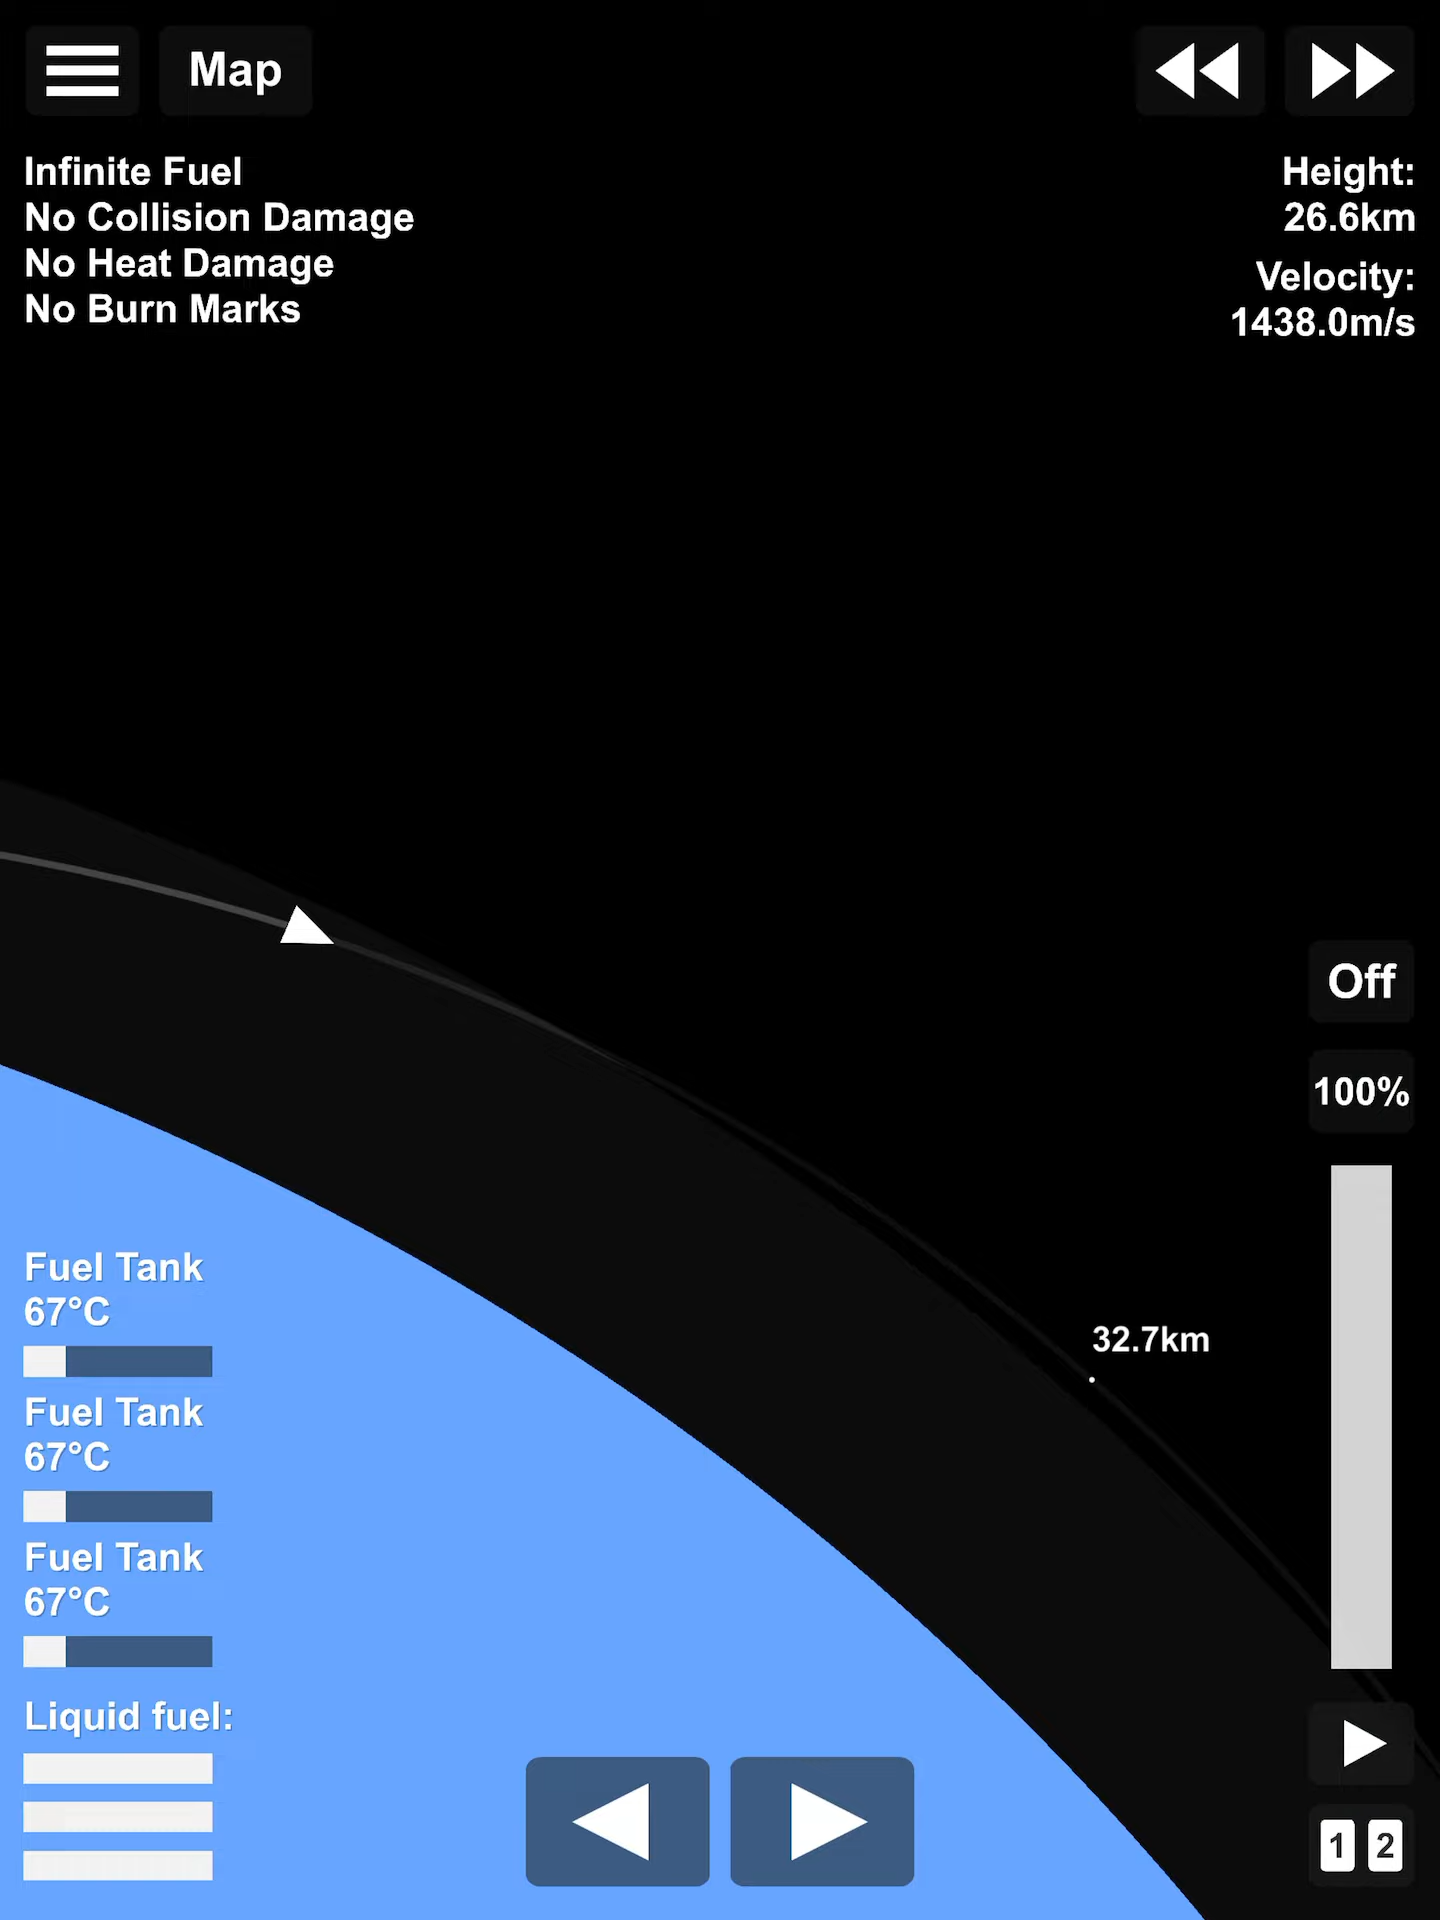 Map
Infinite Fuel
No Collision Damage
No Heat Damage
No Burn Marks
Height:
26.6km
Velocity:
1438.0m/s
Off
100%
32.7km
Fuel Tank
67°C
Fuel Tank
67°C
Fuel Tank
67°C
Liquid fuel:
1 2